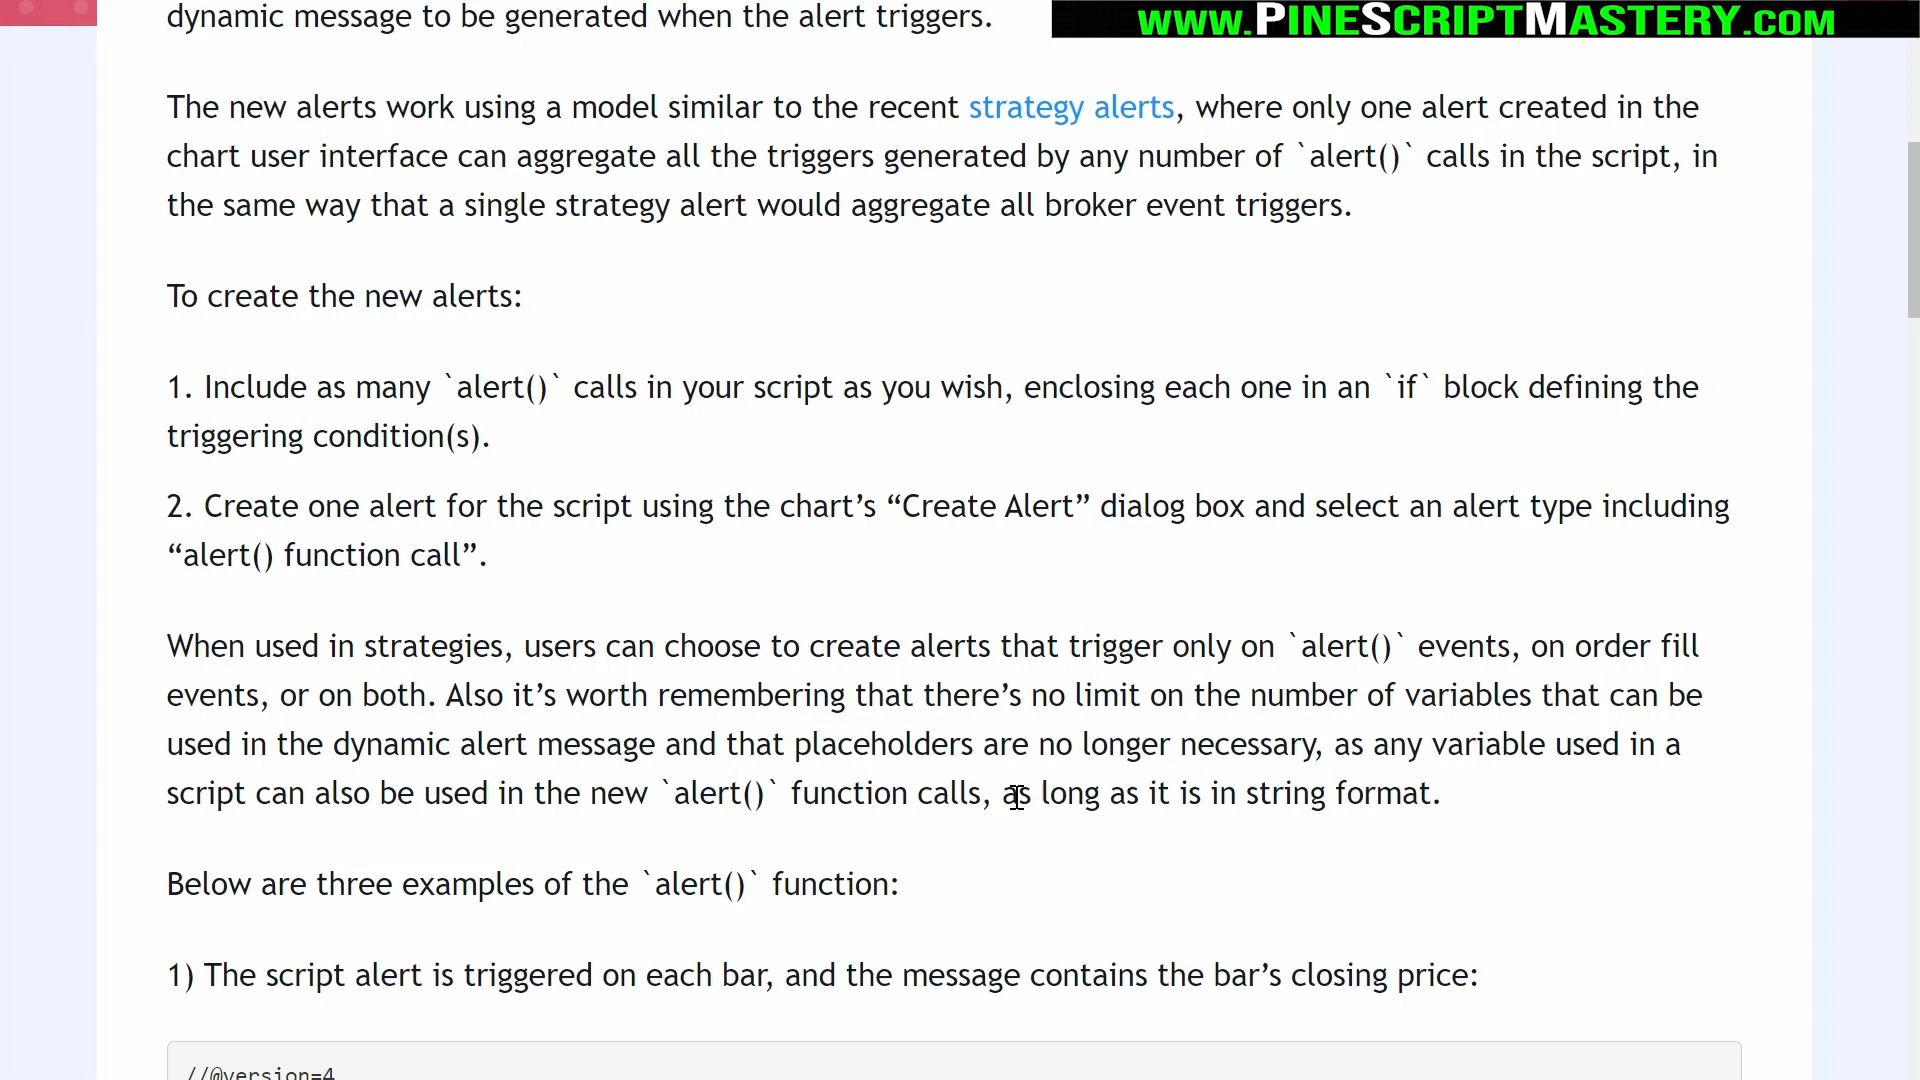 dynamic message to be generated when the alert triggers.
www.PineScriptMastery.com
The new alerts work using a model similar to the recent strategy alerts, where only one alert created in the
chart user interface can aggregate all the triggers generated by any number of `alert()` calls in the script, in
the same way that a single strategy alert would aggregate all broker event triggers.
To create the new alerts:
1. Include as many `alert()` calls in your script as you wish, enclosing each one in an `if` block defining the
triggering condition(s).
2. Create one alert for the script using the chart’s “Create Alert” dialog box and select an alert type including
“alert() function call”.
When used in strategies, users can choose to create alerts that trigger only on `alert()` events, on order fill
events, or on both. Also it’s worth remembering that there’s no limit on the number of variables that can be
used in the dynamic alert message and that placeholders are no longer necessary, as any variable used in a
script can also be used in the new `alert()` function calls, as long as it is in string format.
Below are three examples of the `alert()` function:
1) The script alert is triggered on each bar, and the message contains the bar’s closing price:
//@version=4